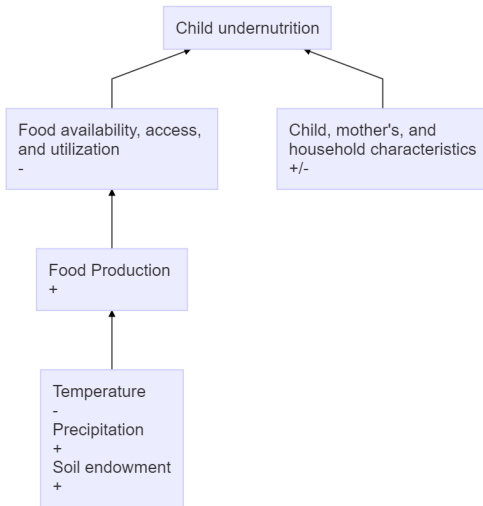 Child undernutrition
Food availability, access,
and utilization
-
Child, mother's, and
household characteristics
+/-
Food Production
+
Temperature
-
Precipitation
+
Soil endowment
+